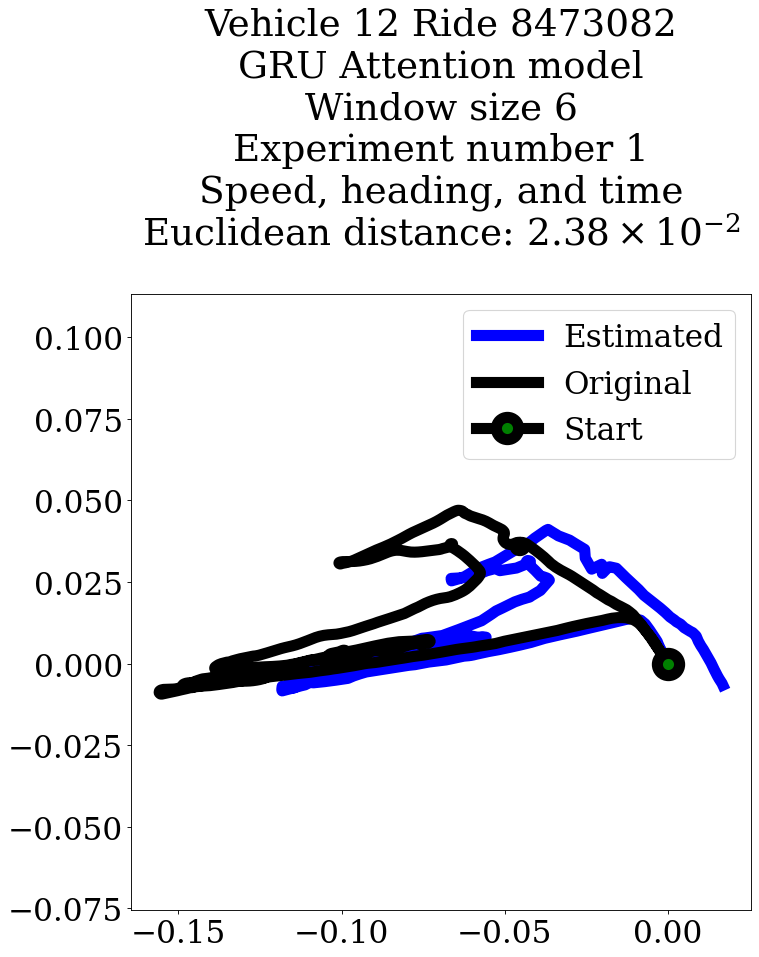 Vehicle 12 Ride 8473082
GRU Attention model
Window size 6
Experiment number 1
Speed, heading, and time
Euclidean distance: 2.38 × 10⁻²
Estimated
Original
Start
0.100
0.075
0.050
0.025
0.000
−0.025
−0.050
−0.075
−0.15 −0.10 −0.05 0.00